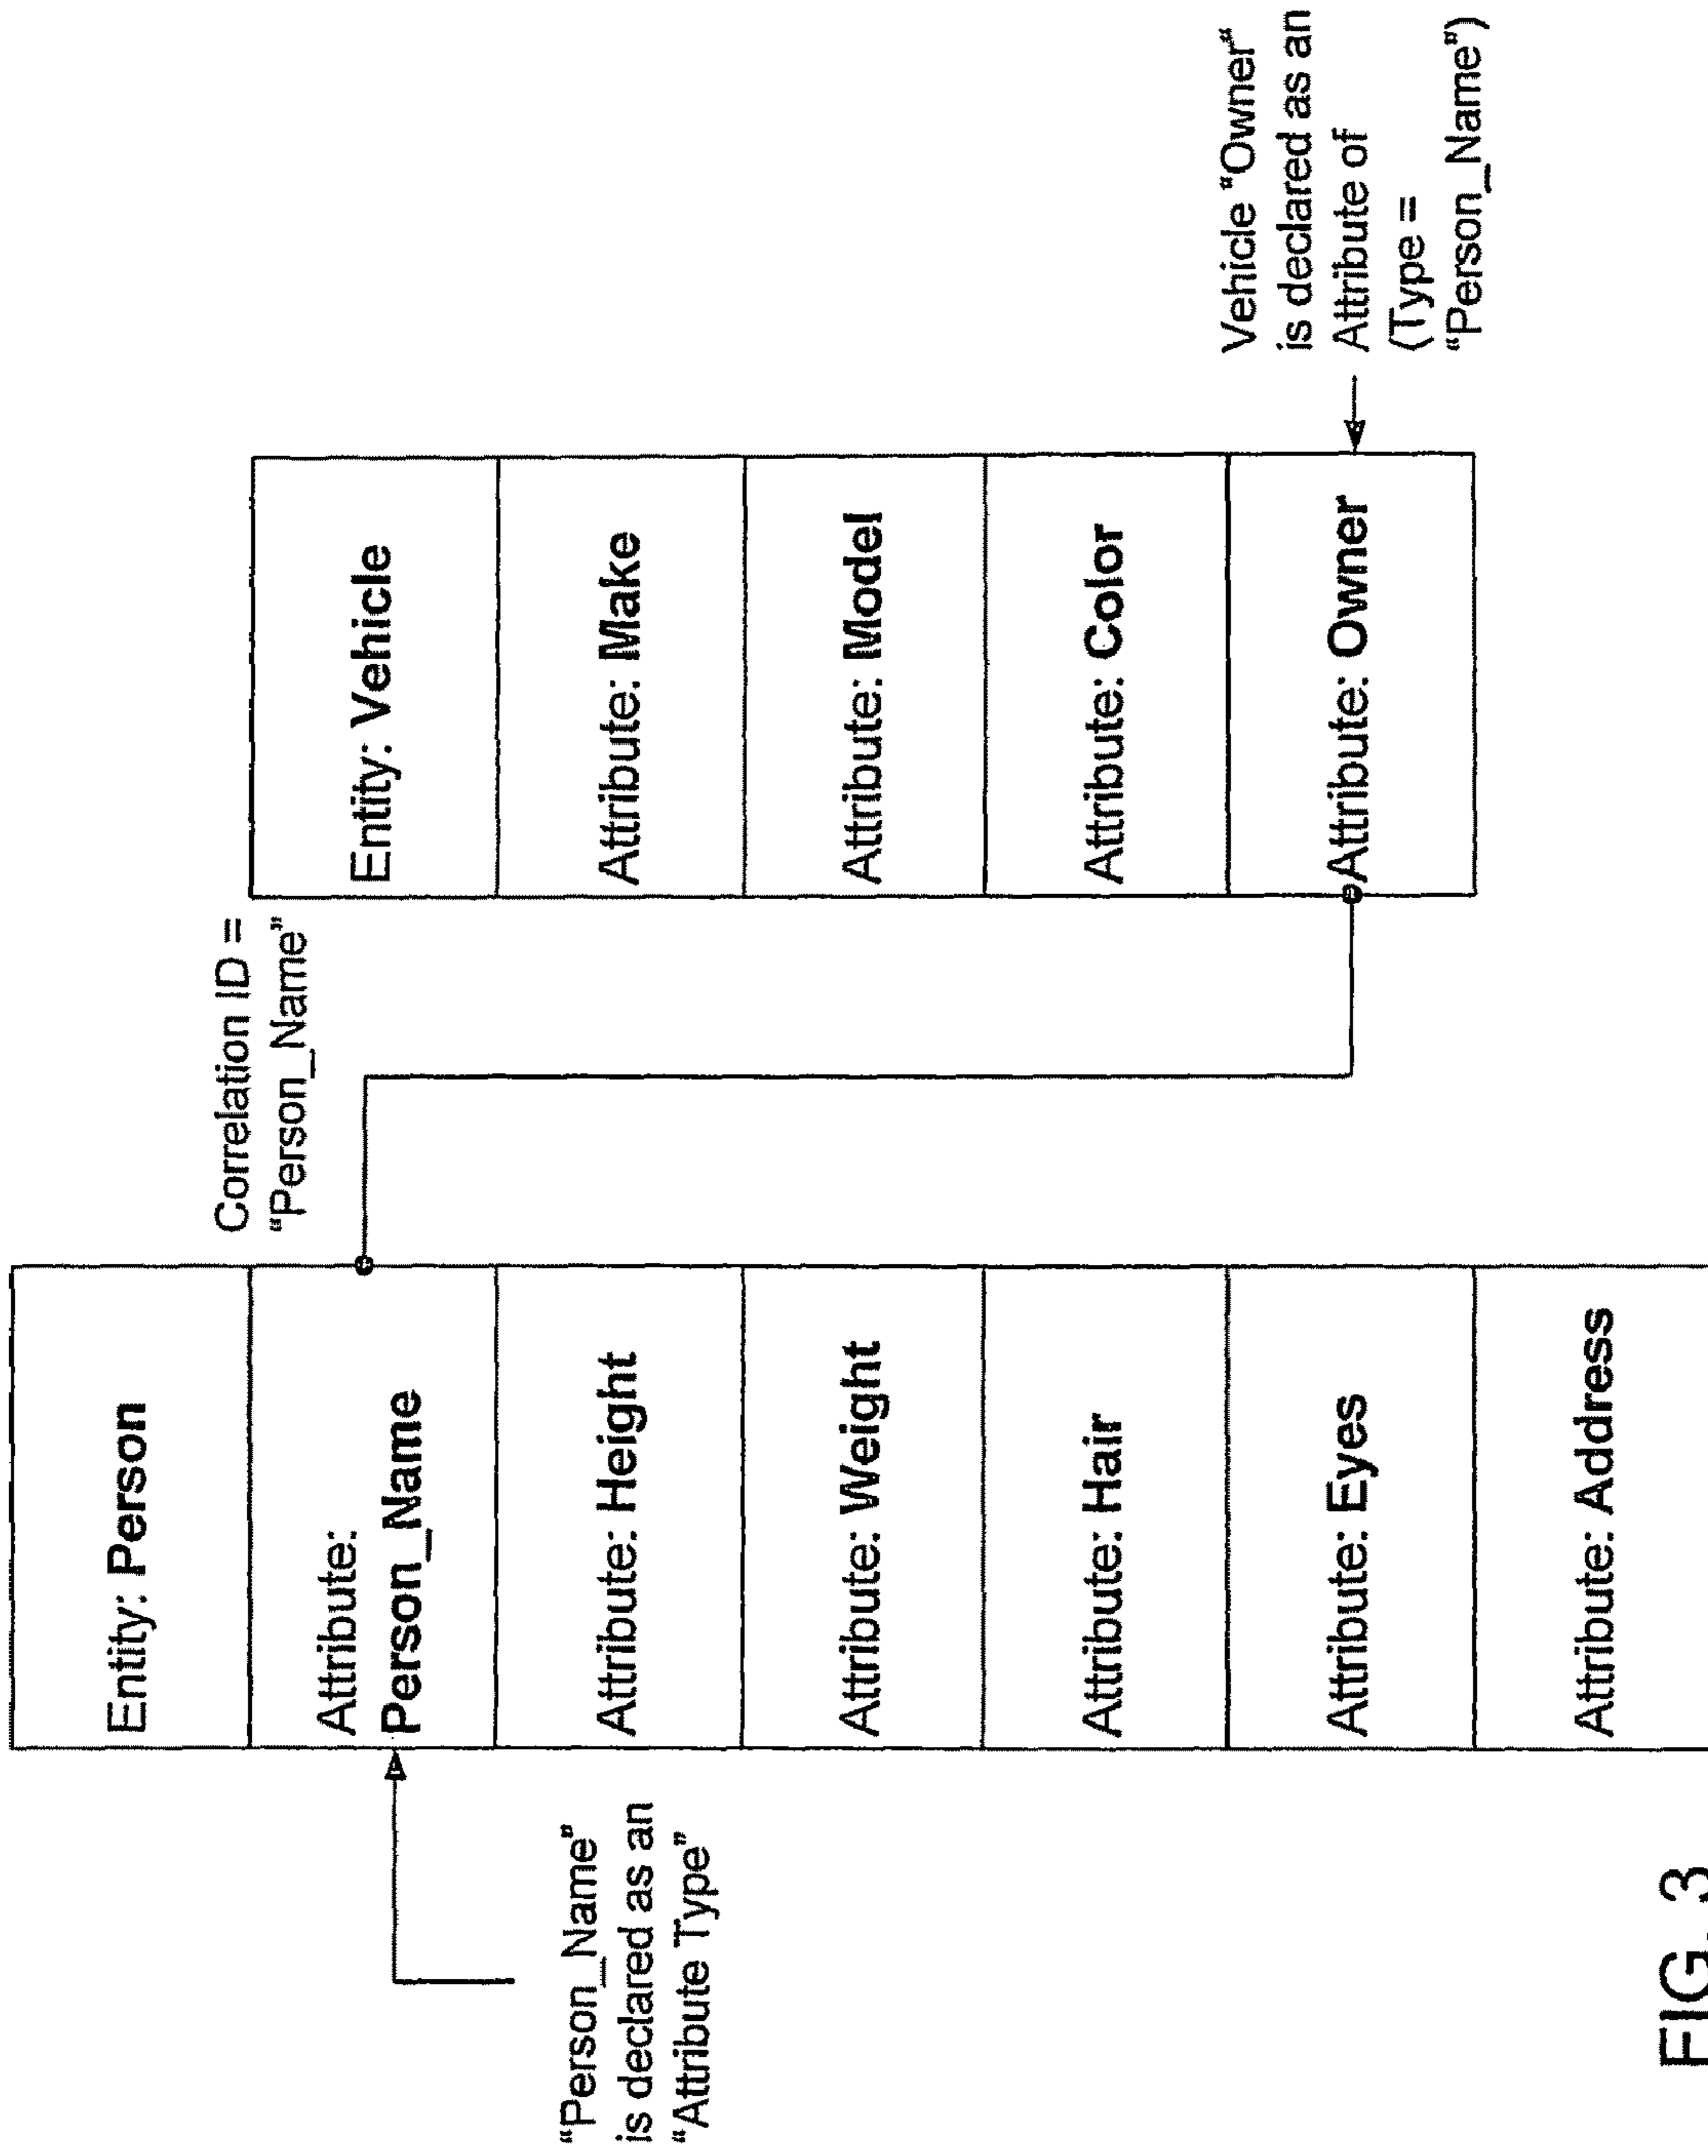 "Person_Name"
is declared as an
"Attribute Type"
Entity: Person
Attribute:
Person_Name
Attribute: Height
Attribute: Weight
Attribute: Hair
Attribute: Eyes
Attribute: Address
Correlation ID =
"Person_Name"
Entity: Vehicle
Attribute: Make
Attribute: Model
Attribute: Color
Attribute: Owner
Vehicle "Owner"
is declared as an
Attribute of
(Type =
"Person_Name")
FIG. 3